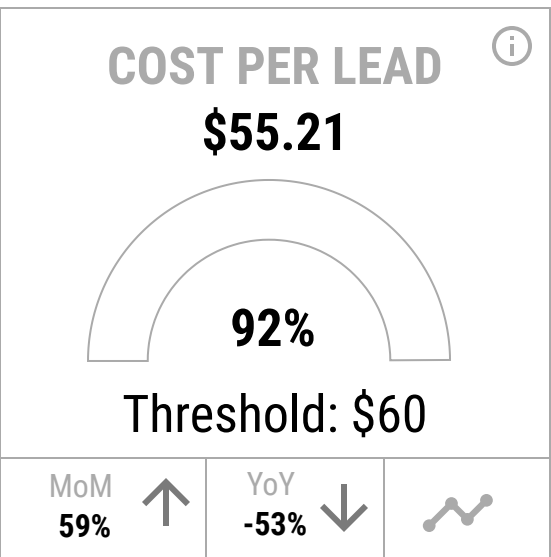 COST PER LEAD
$55.21
92%
Threshold: $60
MoM
59%
YoY
-53%